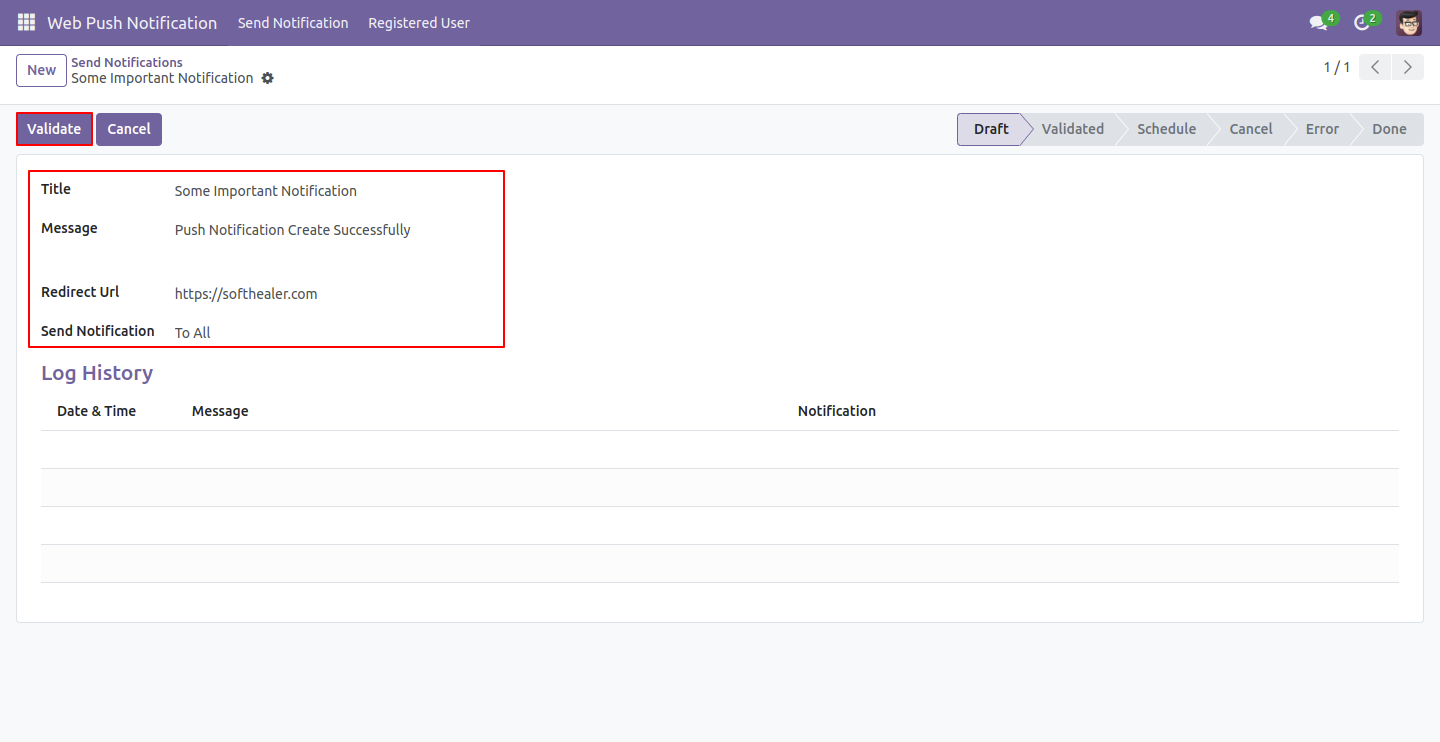 Web Push Notification Send Notification Registered User 4 2
New Send Notifications 1 / 1
Some Important Notification
Validate Cancel Draft Validated Schedule Cancel Error Done
Title Some Important Notification
Message Push Notification Create Successfully
Redirect Url https://softhealer.com
Send Notification To All
Log History
Date & Time Message Notification